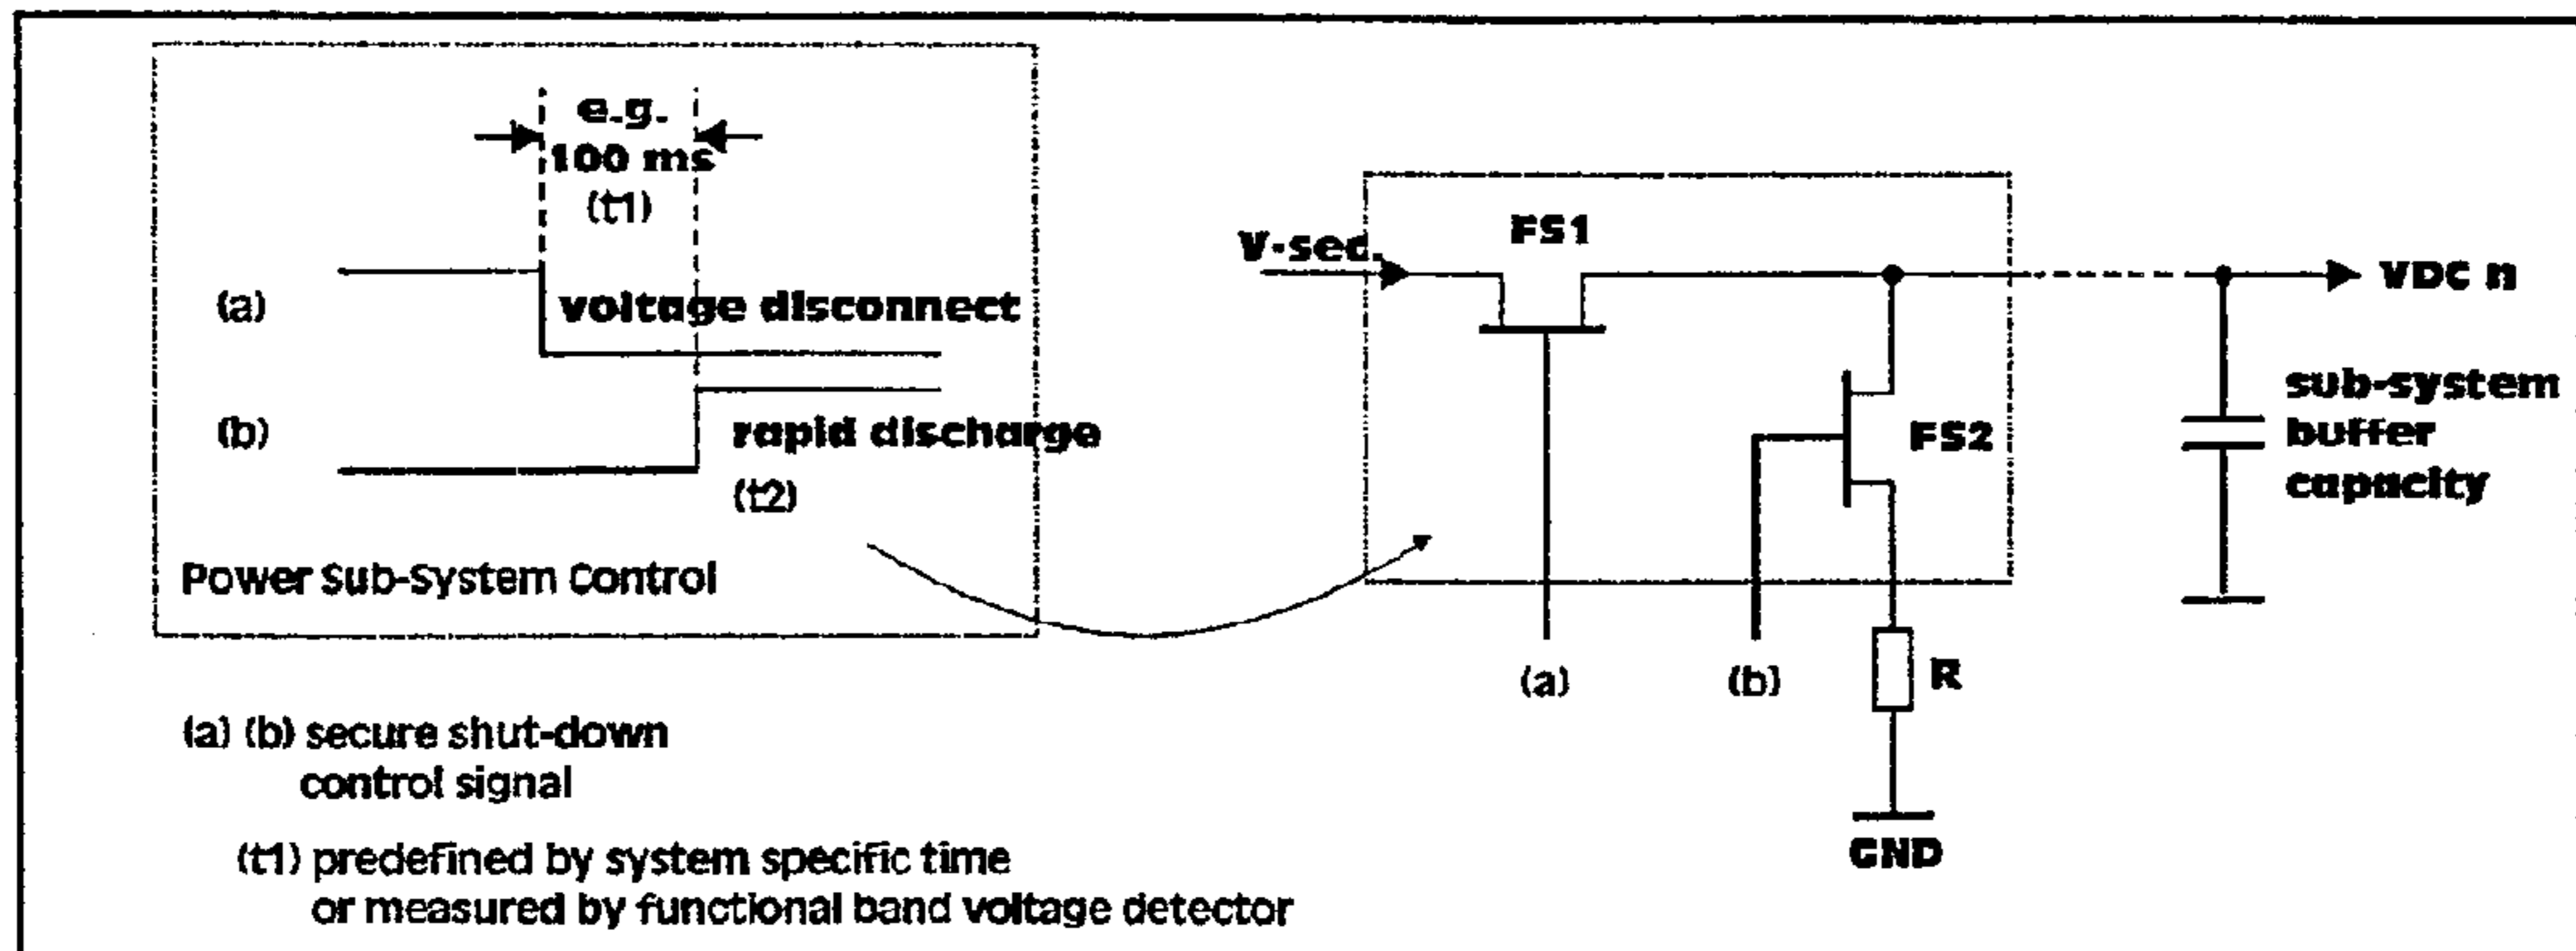 e.g.
100 ms
(t1)
(a)
voltage disconnect
(b)
rapid discharge
(t2)
Power Sub-System Control
(a) (b) secure shut-down
control signal
(t1) predefined by system specific time
or measured by functional band voltage detector
V-sec.
FS1
VDC n
FS2
sub-system
buffer
capacity
(a)
(b)
R
GND